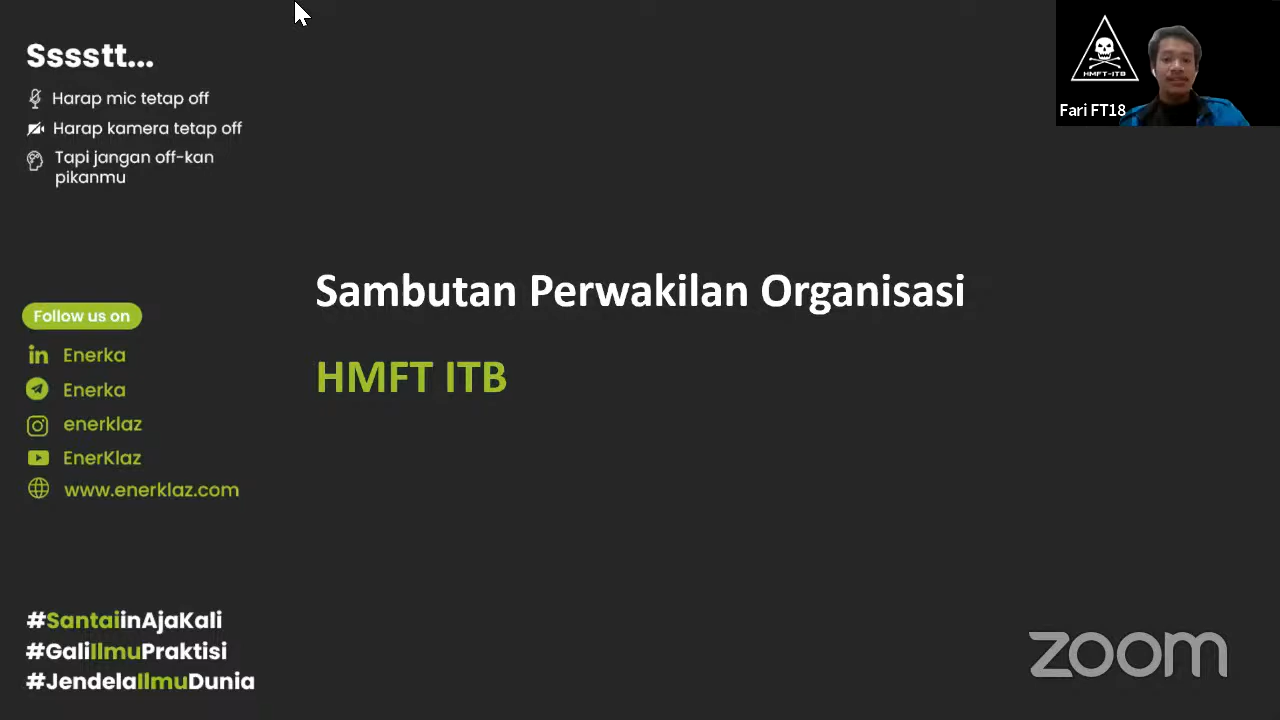 Sssstt...
Harap mic tetap off
Harap kamera tetap off
Tapi jangan off-kan
pikanmu
HMFT-ITB
Fari FT18
Sambutan Perwakilan Organisasi
HMFT ITB
Follow us on
Enerka
Enerka
enerklaz
EnerKlaz
www.enerklaz.com
#SantaiinAjaKali
#GaliIlmuPraktisi
#JendelaIlmuDunia
zoom